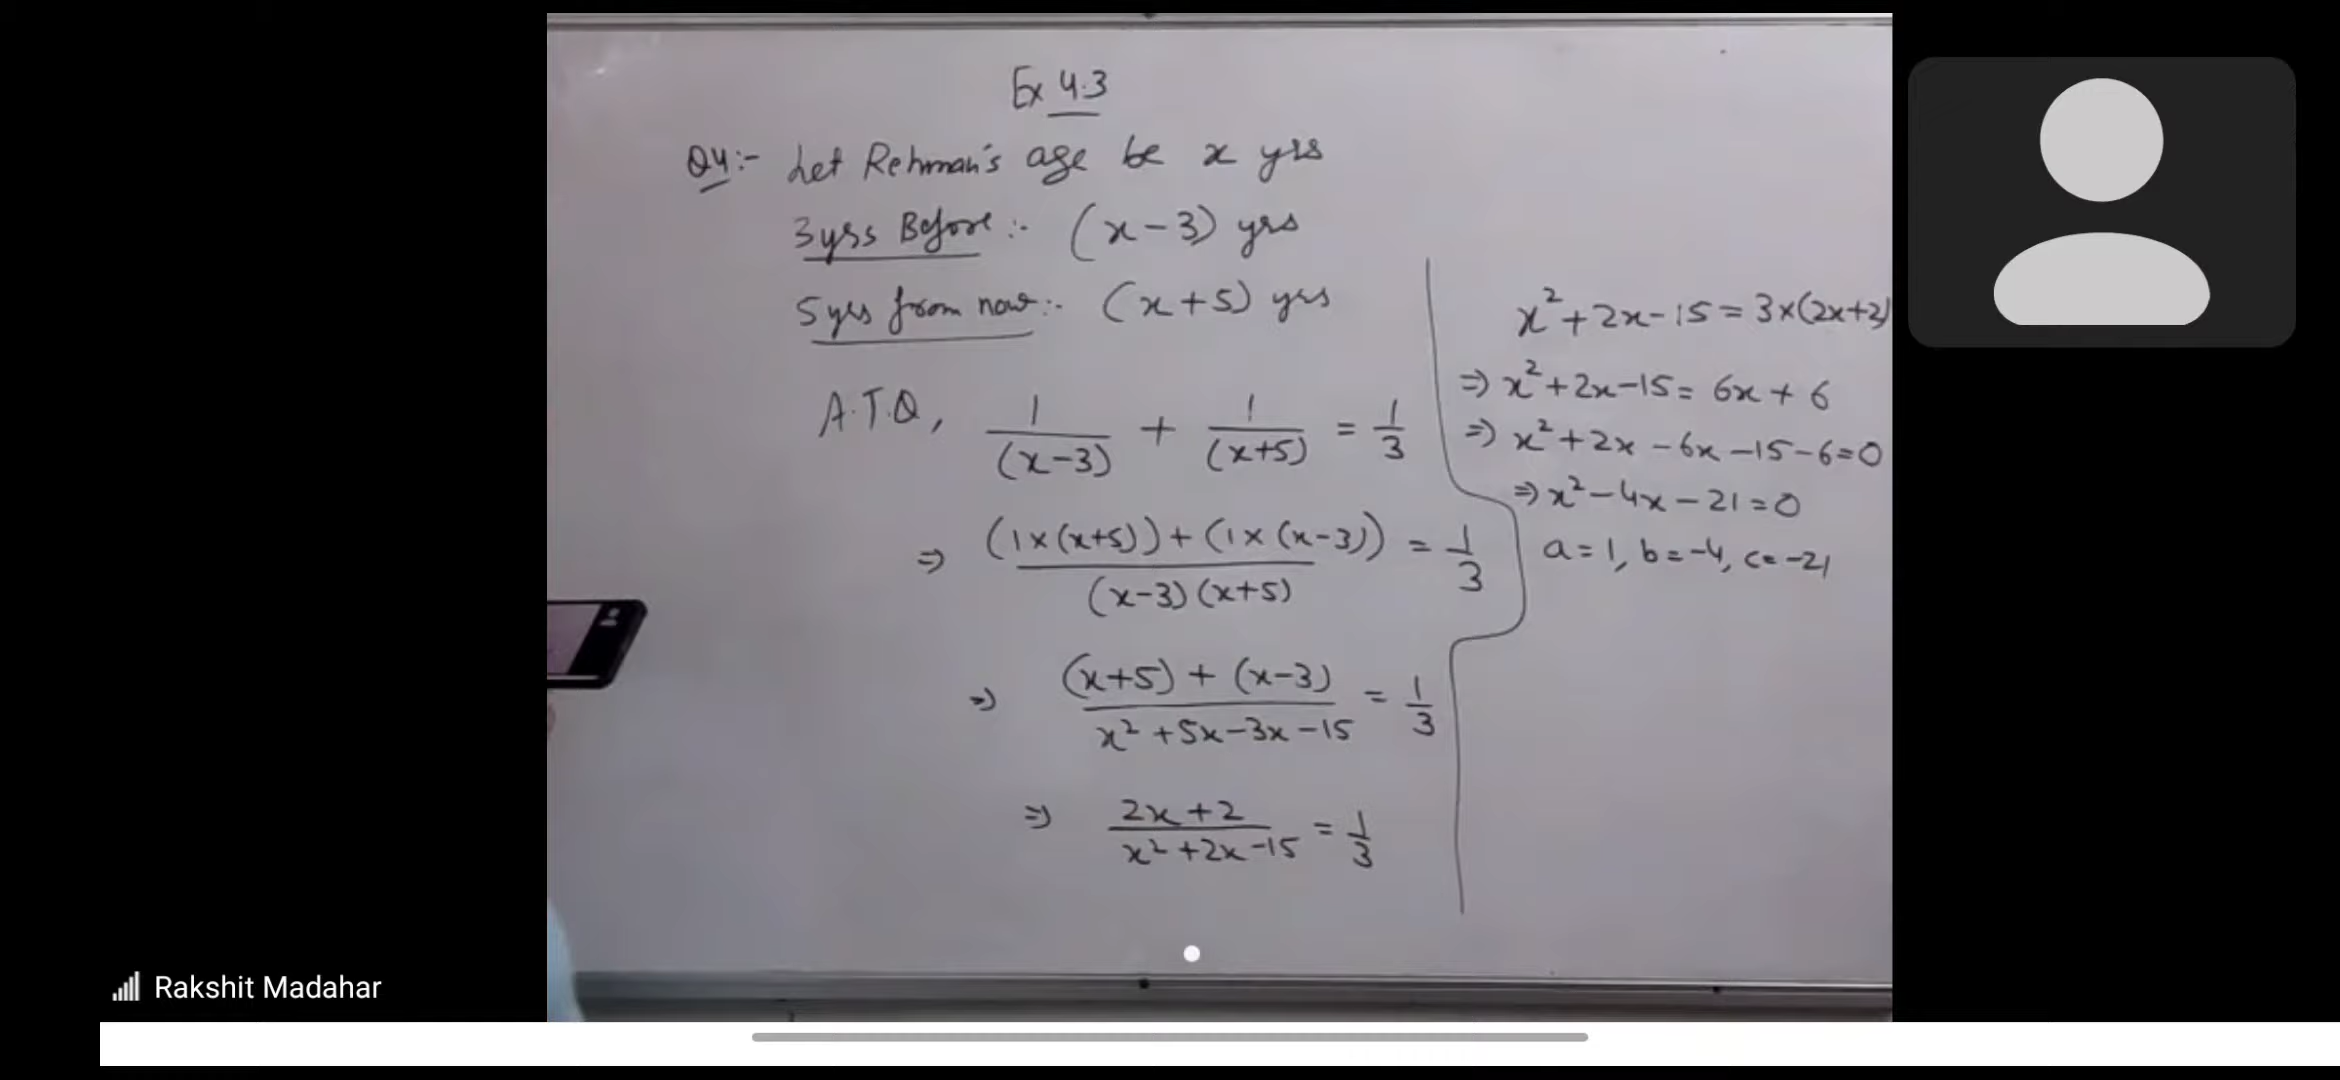 Ex 4.3
Q4:- Let Rehman's age be x yrs
3yrs Before:- (x-3) yrs
5yrs from now:- (x+5) yrs
A.T.Q, 1/(x-3) + 1/(x+5) = 1/3
⇒ (1×(x+5))+(1×(x-3))/(x-3)(x+5) = 1/3
⇒ (x+5)+(x-3)/x²+5x-3x-15 = 1/3
⇒ 2x+2/x²+2x-15 = 1/3
x²+2x-15=3×(2x+2)
⇒ x²+2x-15=6x+6
⇒ x²+2x-6x-15-6=0
⇒ x²-4x-21=0
a=1, b=-4, c=-21
Rakshit Madahar